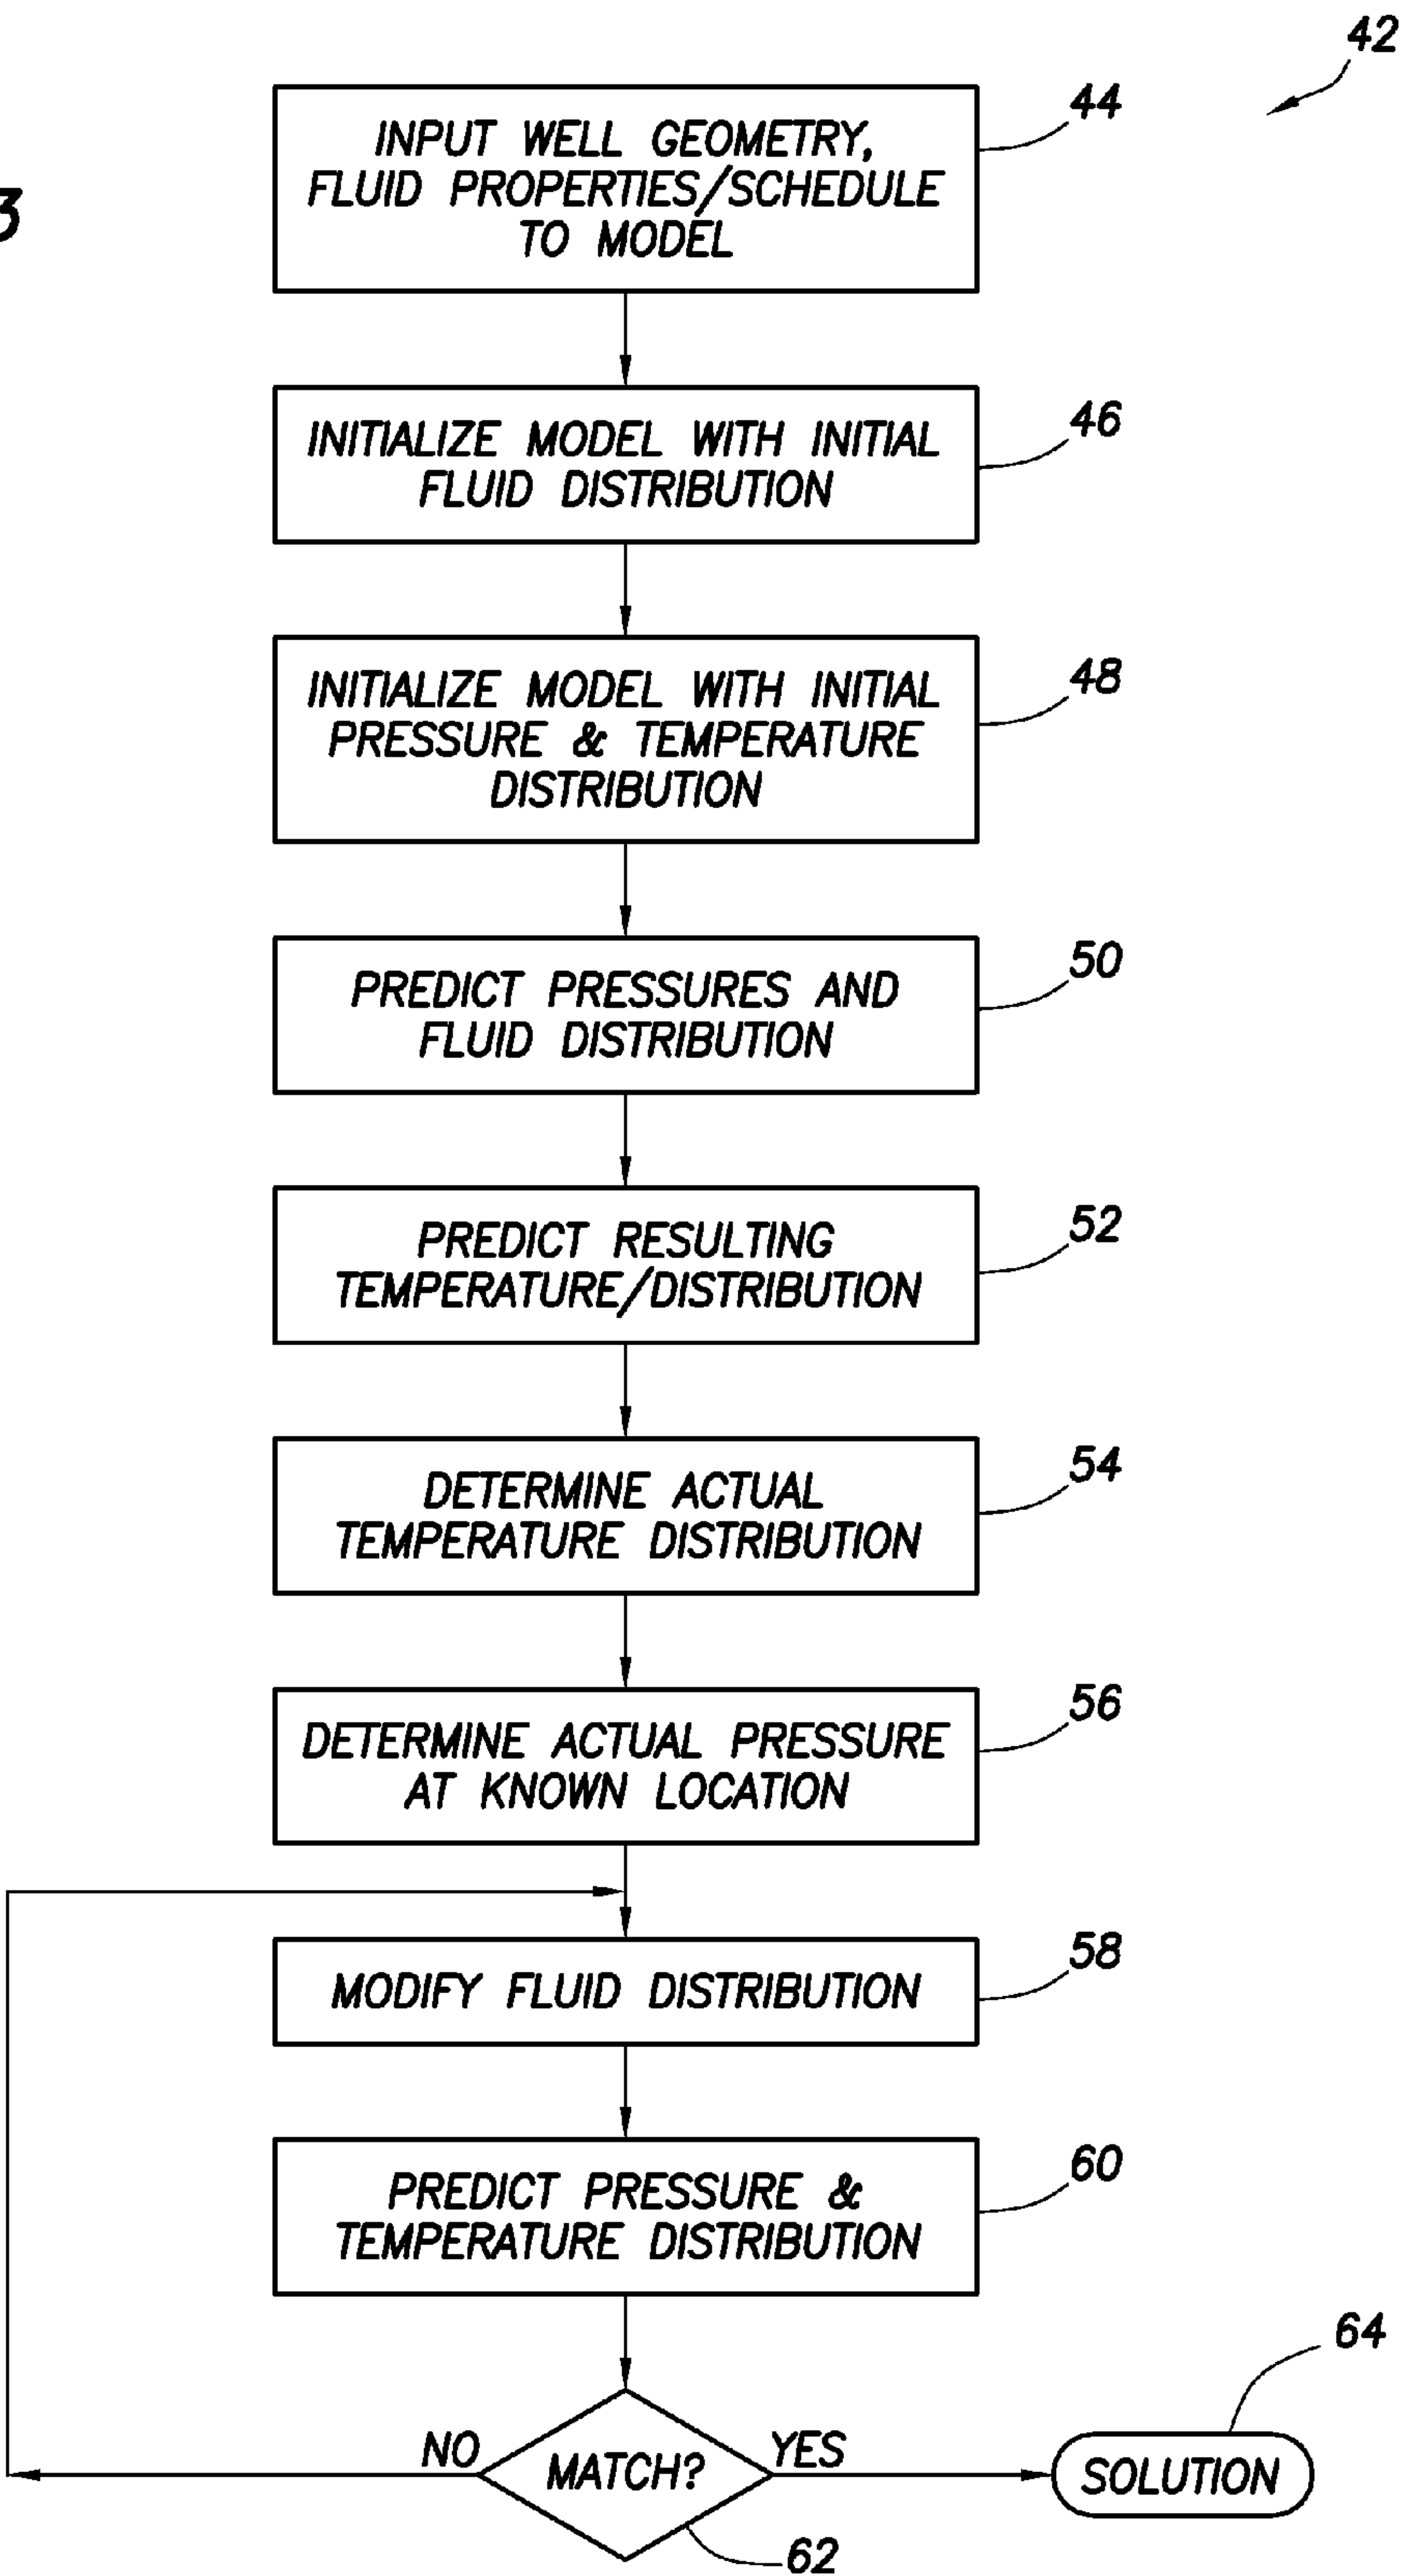 42
44
INPUT WELL GEOMETRY,
FLUID PROPERTIES/SCHEDULE
TO MODEL
3
46
INITIALIZE MODEL WITH INITIAL
FLUID DISTRIBUTION
48
INITIALIZE MODEL WITH INITIAL
PRESSURE & TEMPERATURE
DISTRIBUTION
50
PREDICT PRESSURES AND
FLUID DISTRIBUTION
52
PREDICT RESULTING
TEMPERATURE/DISTRIBUTION
54
DETERMINE ACTUAL
TEMPERATURE DISTRIBUTION
56
DETERMINE ACTUAL PRESSURE
AT KNOWN LOCATION
58
MODIFY FLUID DISTRIBUTION
60
PREDICT PRESSURE &
TEMPERATURE DISTRIBUTION
64
NO
MATCH?
YES
SOLUTION
62